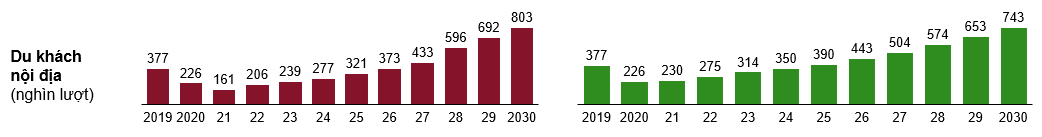 Du khách
nội địa
(nghìn lượt)
377 226 161 206 239 277 321 373 433 596 692 803
2019 2020 21 22 23 24 25 26 27 28 29 2030
377 226 230 275 314 350 390 443 504 574 653 743
2019 2020 21 22 23 24 25 26 27 28 29 2030